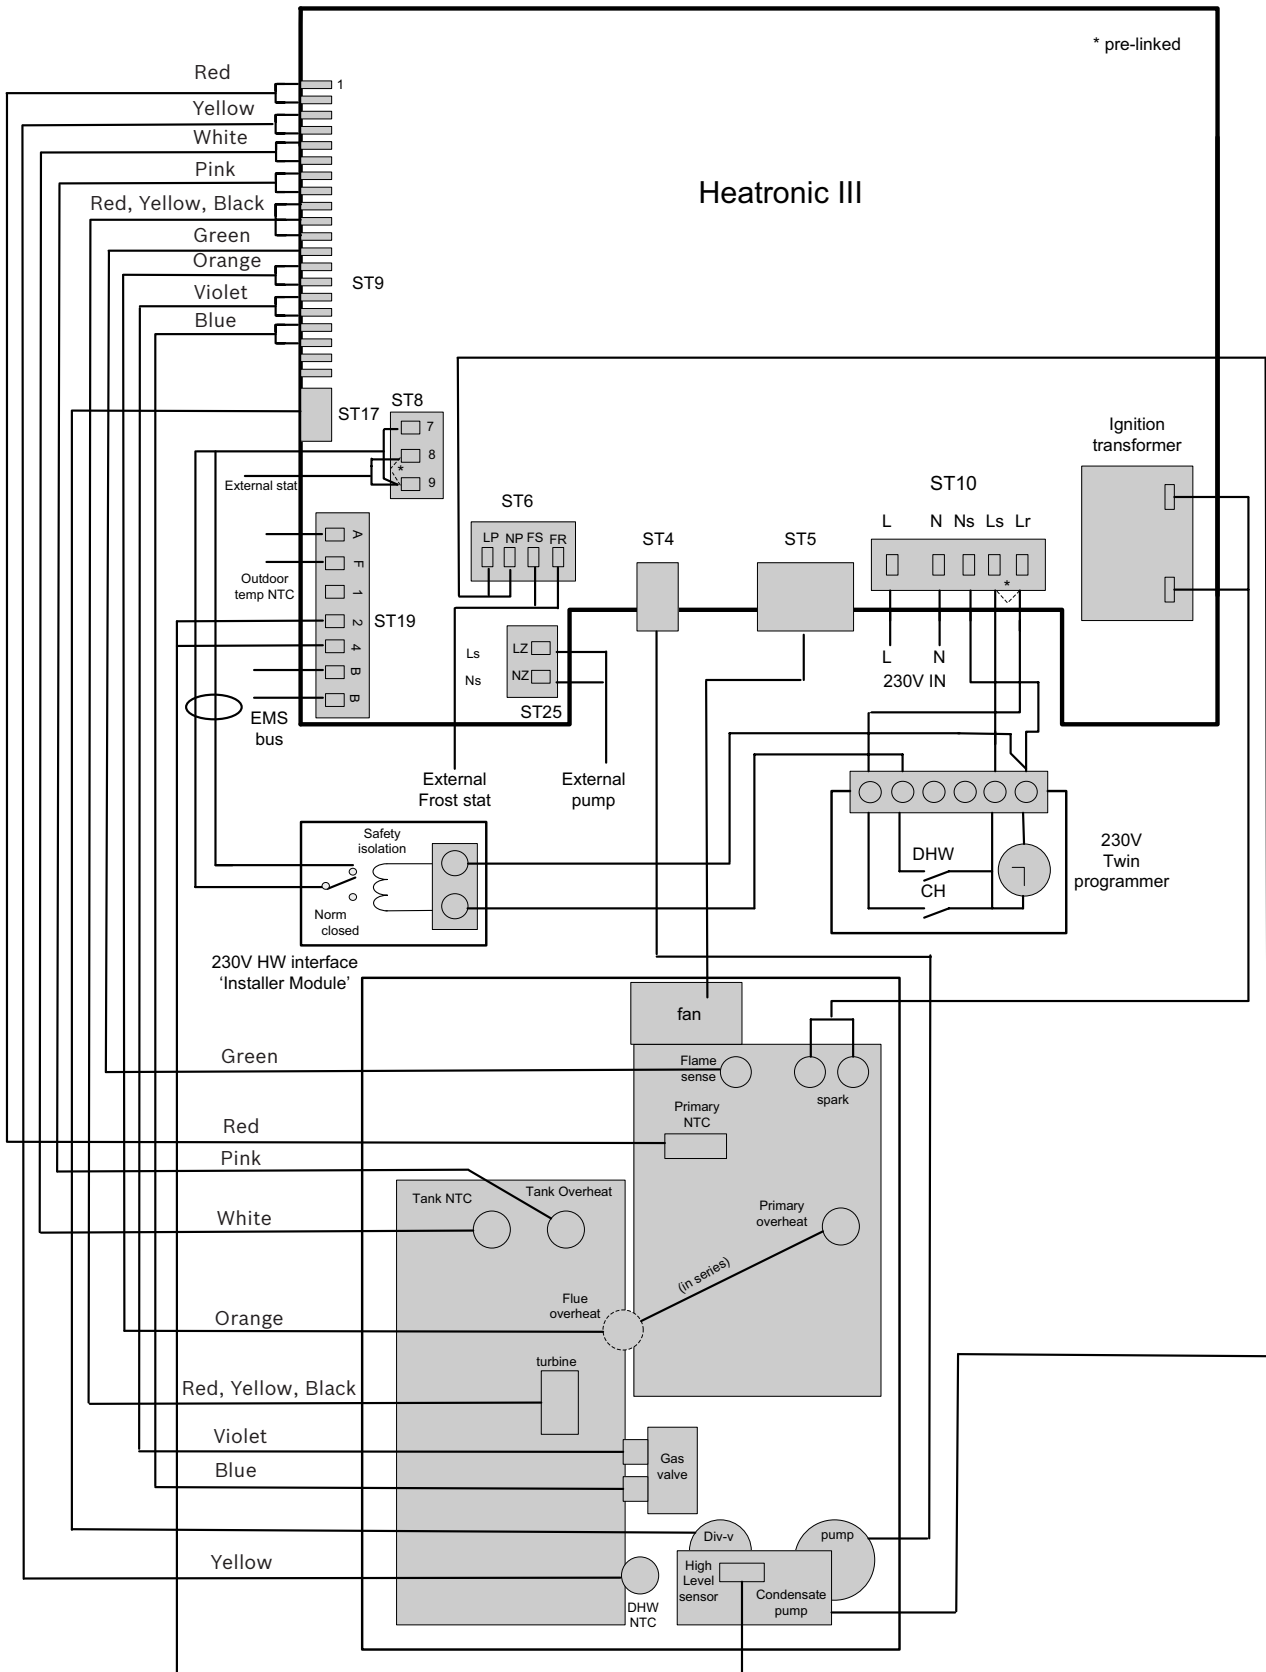 * pre-linked
Red
1
Yellow
White
Pink
Heatronic III
Red, Yellow, Black
Green
Orange
ST9
Violet
Blue
ST17
ST8
7
8
*
9
External stat
Ignition
transformer
ST6
LP NP FS FR
ST4
ST5
ST10
L N Ns Ls Lr
*
A
F
1
2
4
B
B
Outdoor
temp NTC
ST19
Ls
Ns
LZ
NZ
ST25
L N
230V IN
EMS
bus
External
Frost stat
External
pump
Safety
isolation
Norm
closed
230V HW interface
‘Installer Module’
DHW
CH
230V
Twin
programmer
fan
Green
Flame
sense
spark
Primary
NTC
Red
Pink
Tank NTC
Tank Overheat
Primary
overheat
White
(in series)
Flue
overheat
Orange
turbine
Red, Yellow, Black
Violet
Gas
valve
Blue
Div-v
pump
Yellow
High
Level
sensor
Condensate
pump
DHW
NTC